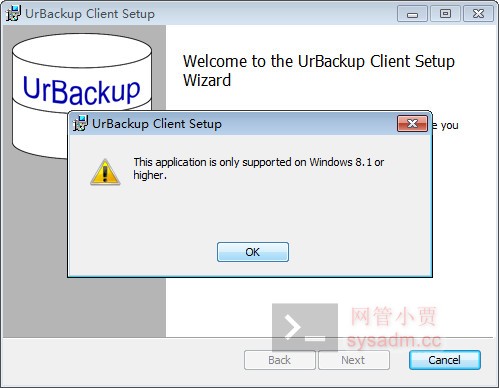 UrBackup Client Setup
UrBackup
Welcome to the UrBackup Client Setup
Wizard
UrBackup Client Setup
e you
This application is only supported on Windows 8.1 or
higher.
OK
网管小贾
sysadm.cc
Back
Next
Cancel